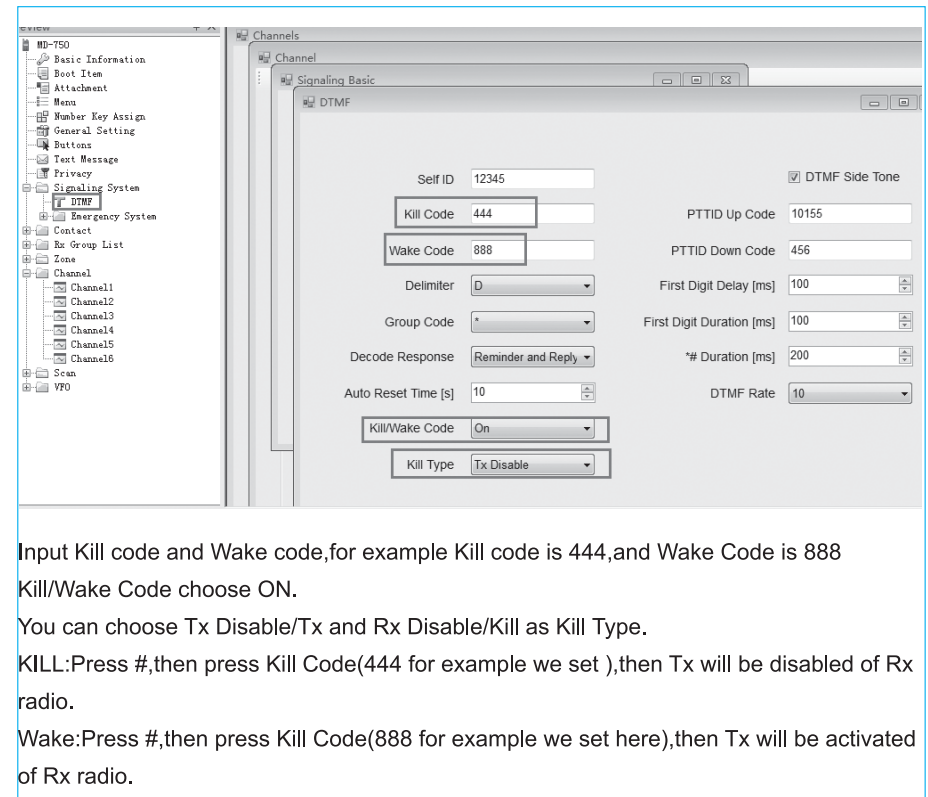 Channels
MD-750
Basic Information
Boot Item
Attachment
Menu
Number Key Assign
General Setting
Buttons
Text Message
Privacy
Signaling System
DTMF
Emergency System
Contact
Rx Group List
Zone
Channel
Channel1
Channel2
Channel3
Channel4
Channel5
Channel6
Scan
VFO
Channel
Signaling Basic
DTMF
Self ID 12345
DTMF Side Tone
Kill Code 444
PTTID Up Code 10155
Wake Code 888
PTTID Down Code 456
Delimiter D
First Digit Delay [ms] 100
Group Code *
First Digit Duration [ms] 100
Decode Response Reminder and Reply
*# Duration [ms] 200
Auto Reset Time [s] 10
DTMF Rate 10
Kill/Wake Code On
Kill Type Tx Disable
Input Kill code and Wake code,for example Kill code is 444,and Wake Code is 888
Kill/Wake Code choose ON.
You can choose Tx Disable/Tx and Rx Disable/Kill as Kill Type.
KILL:Press #,then press Kill Code(444 for example we set ),then Tx will be disabled of Rx
radio.
Wake:Press #,then press Kill Code(888 for example we set here),then Tx will be activated
of Rx radio.